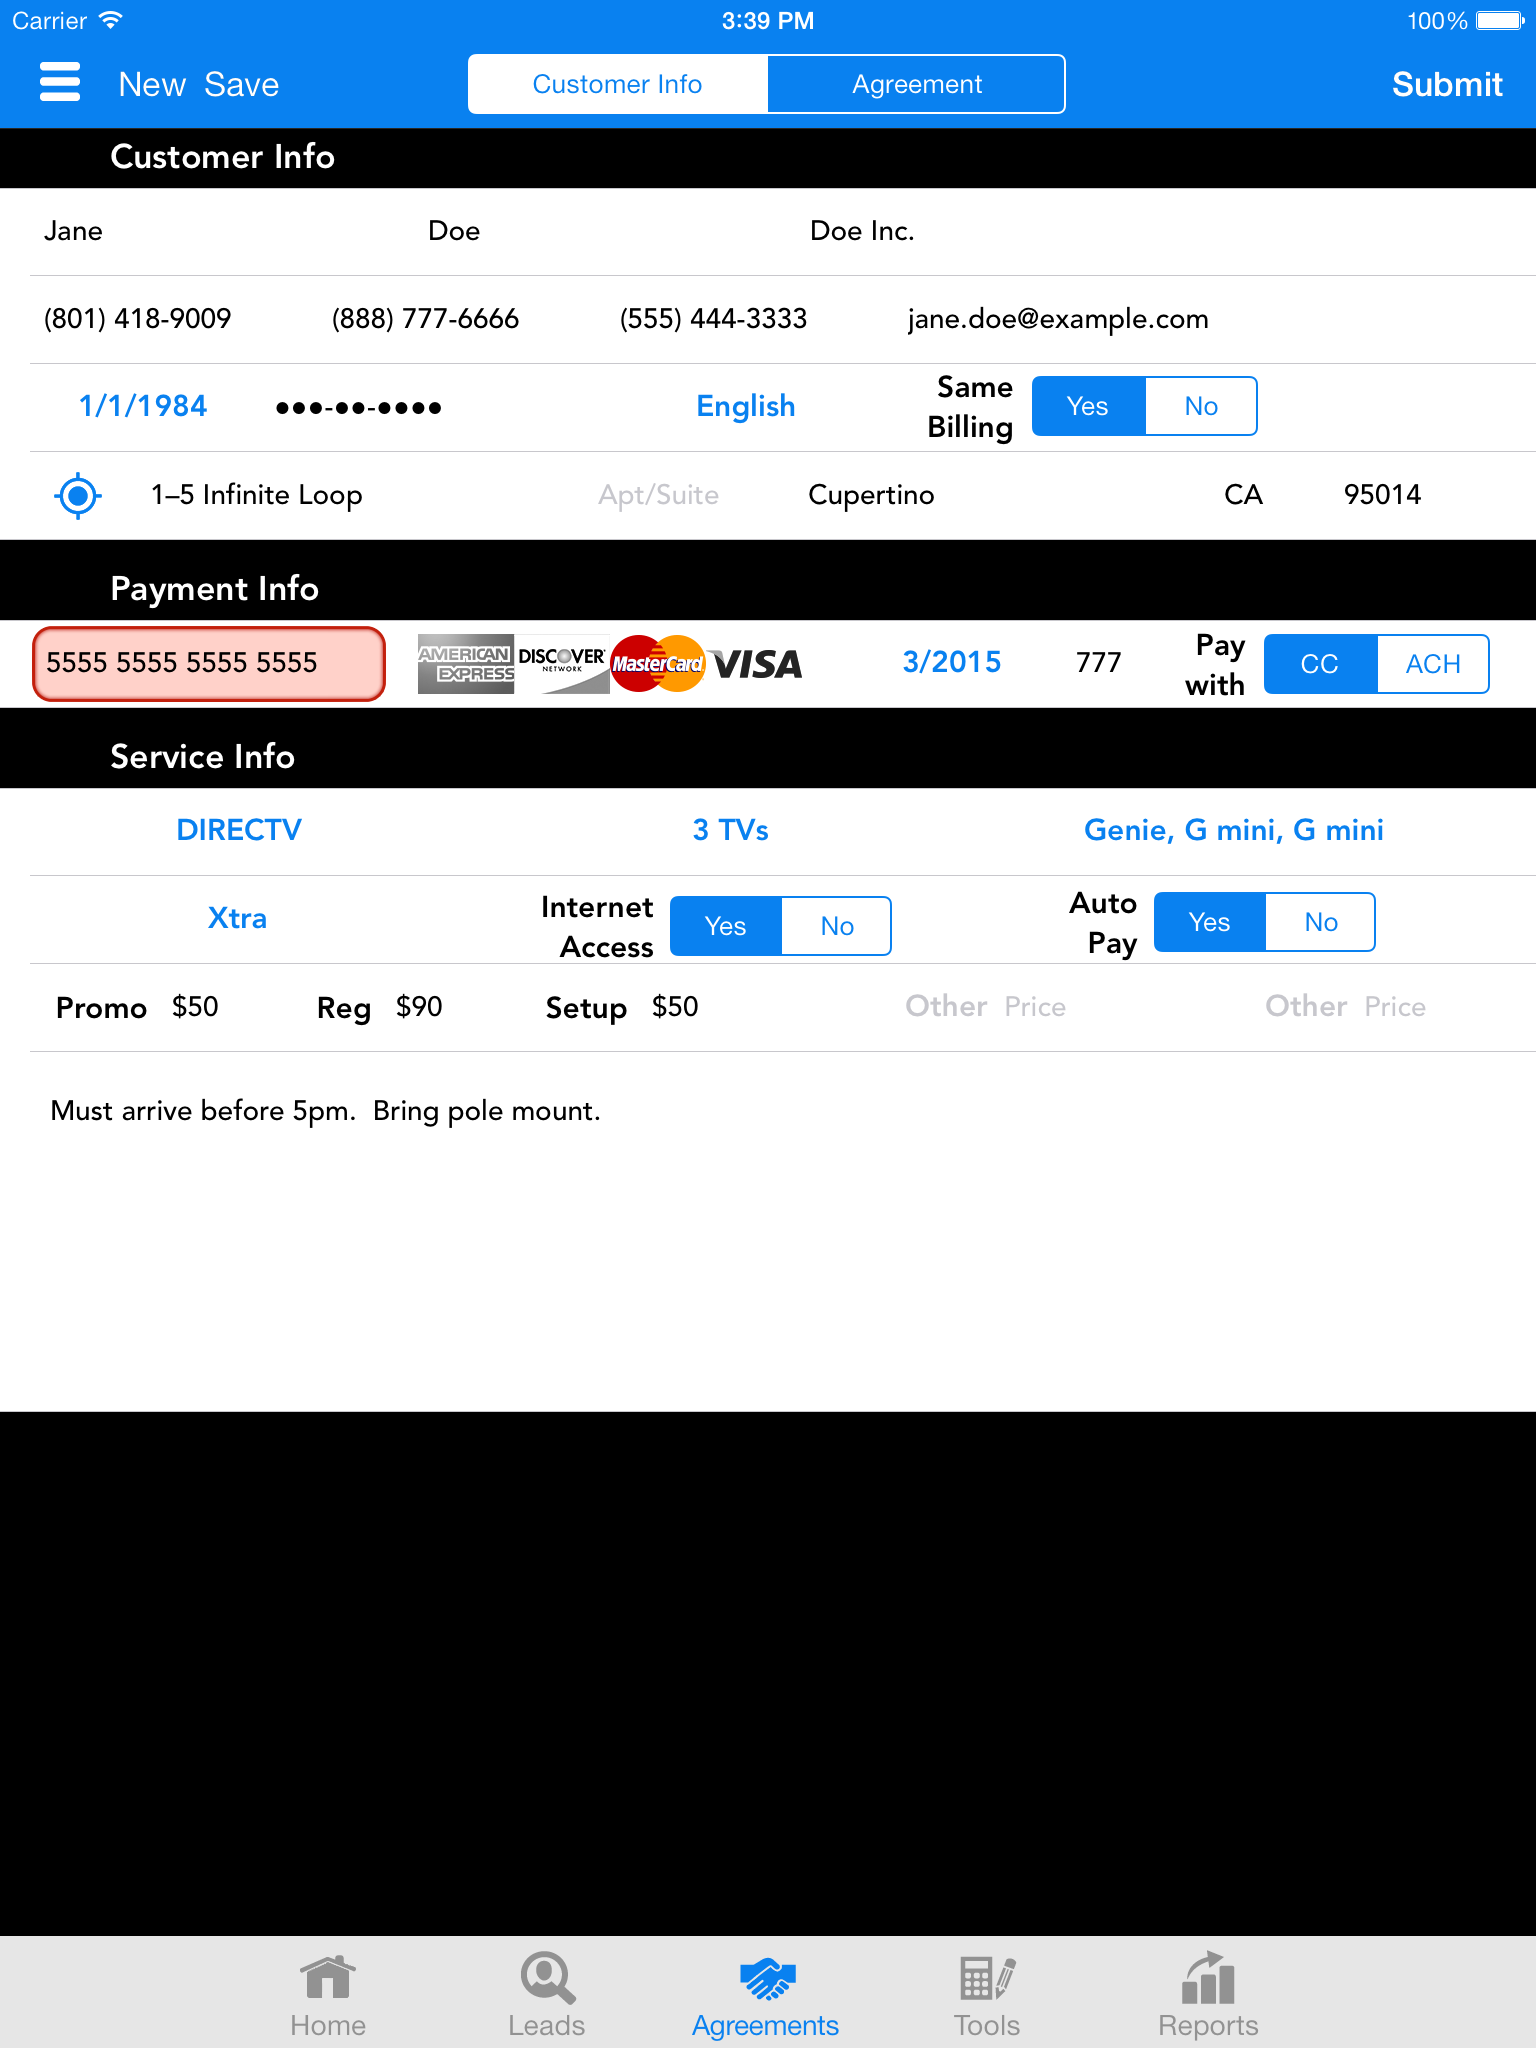 Carrier 3:39 PM 100%
New Save Customer Info Agreement Submit
Customer Info
Jane Doe Doe Inc.
(801) 418-9009 (888) 777-6666 (555) 444-3333 jane.doe@example.com
1/1/1984 •••-••-•••• English Same Billing Yes No
1–5 Infinite Loop Apt/Suite Cupertino CA 95014
Payment Info
5555 5555 5555 5555 AMERICAN EXPRESS DISCOVER NETWORK MasterCard VISA 3/2015 777 Pay with CC ACH
Service Info
DIRECTV 3 TVs Genie, G mini, G mini
Xtra Internet Access Yes No Auto Pay Yes No
Promo $50 Reg $90 Setup $50 Other Price Other Price
Must arrive before 5pm.  Bring pole mount.
Home Leads Agreements Tools Reports